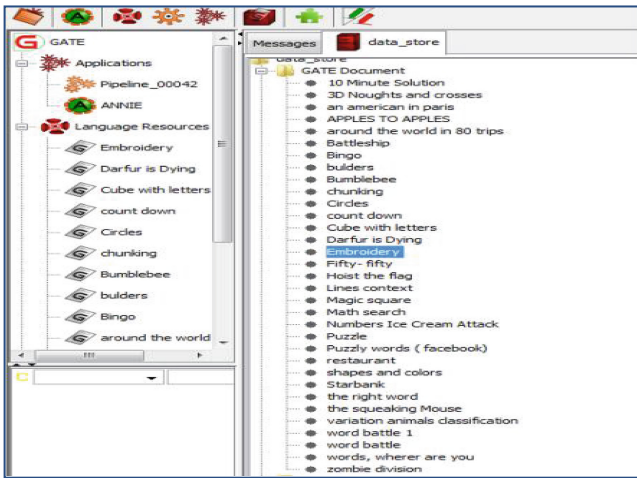 GATE
Applications
Pipeline_00042
ANNIE
Language Resources
Embroidery
Darfur is Dying
Cube with letters
count down
Circles
chunking
Bumblebee
bulders
Bingo
around the world
C
Messages
data_store
data_store
GATE Document
10 Minute Solution
3D Noughts and crosses
an american in paris
APPLES TO APPLES
around the world in 80 trips
Battleship
Bingo
bulders
Bumblebee
chunking
Circles
count down
Cube with letters
Darfur is Dying
Embroidery
Fifty- fifty
Hoist the flag
Lines context
Magic square
Math search
Numbers Ice Cream Attack
Puzzle
Puzzly words ( facebook)
restaurant
shapes and colors
Starbank
the right word
the squeaking Mouse
variation animals classification
word battle 1
word battle
words, wherer are you
zombie division